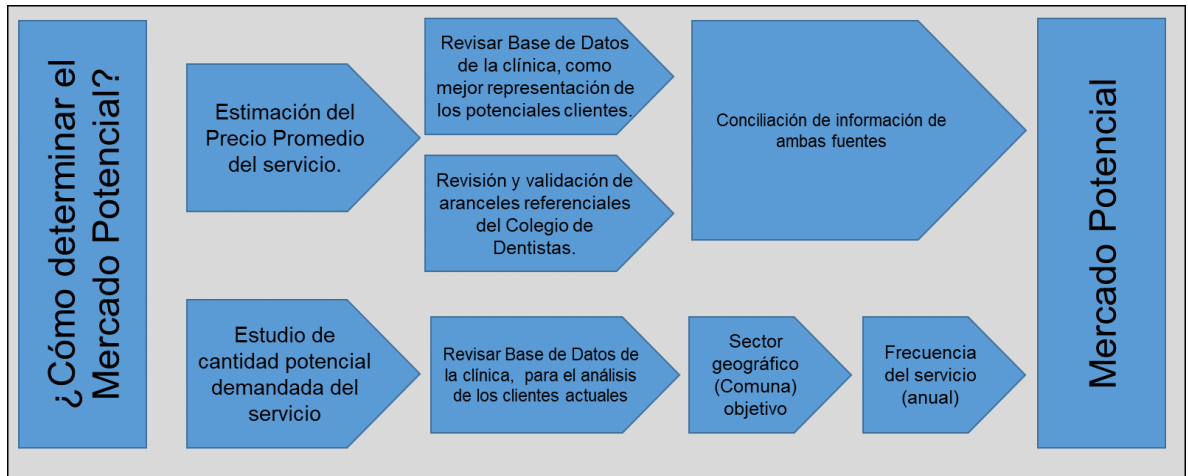 ¿Cómo determinar el
Mercado Potencial?
Estimación del
Precio Promedio
del servicio.
Revisar Base de Datos
de la clínica, como
mejor representación de
los potenciales clientes.
Revisión y validación de
aranceles referenciales
del Colegio de
Dentistas.
Conciliación de información de
ambas fuentes
Estudio de
cantidad potencial
demandada del
servicio
Revisar Base de Datos de
la clínica, para el análisis
de los clientes actuales
Sector
geográfico
(Comuna)
objetivo
Frecuencia
del servicio
(anual)
Mercado Potencial